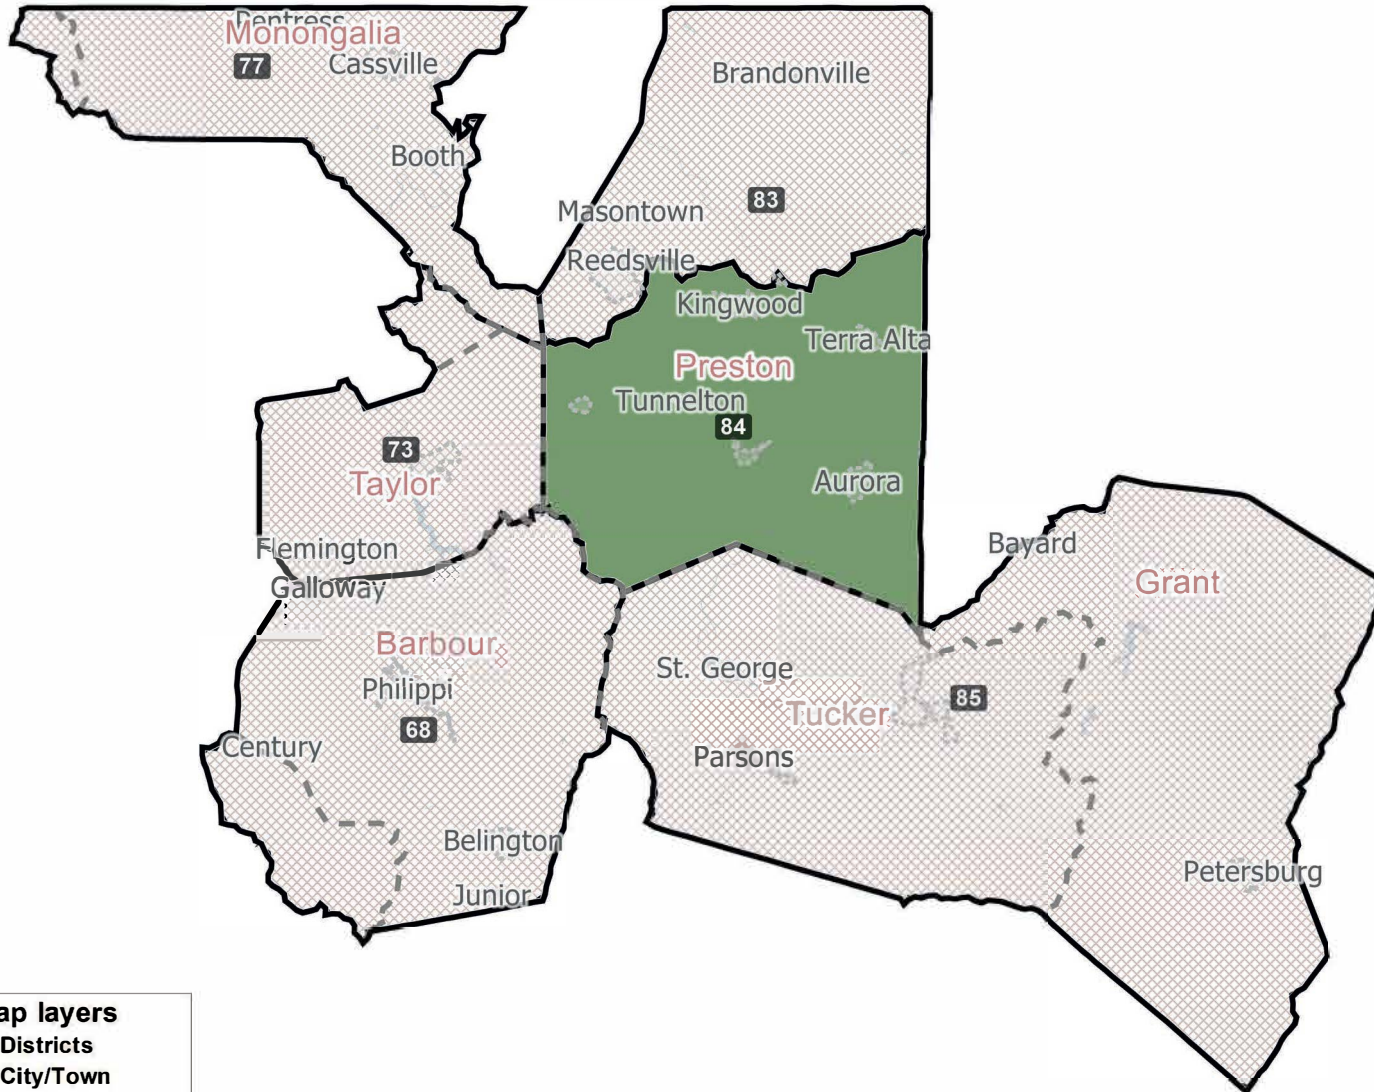 Pentress
Monongalia
77
Cassville
Brandonville
Booth
83
Masontown
Reedsville
Kingwood
Terra Alta
Preston
Tunnelton
84
73
Taylor
Aurora
Flemington
Bayard
Galloway
Grant
Barbour
St. George
Philippi
85
68
Tucker
Century
Parsons
Belington
Petersburg
Junior
ap layers
Districts
City/Town